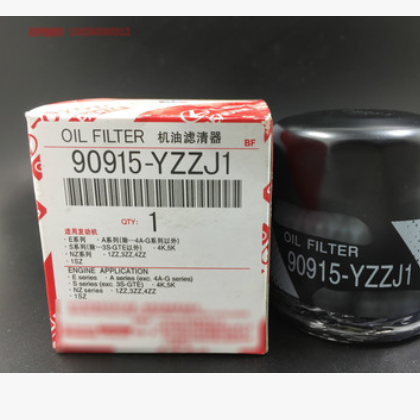 OIL FILTER 机油滤清器
BF
90915-YZZJ1
QTY: 1
适用发动机
· E系列 · A系列(除…4A-G系列以外)
· S系列(除…3S-GTE以外) · 4K,5K
· NZ系列 · 1ZZ,3ZZ,4ZZ
· 1SZ
ENGINE APPLICATION
· E series · A series (exc. 4A-G series)
· S series (exc. 3S-GTE) · 4K,5K
· NZ series · 1ZZ,3ZZ,4ZZ
· 1SZ
OIL FILTER
90915-YZZJ1